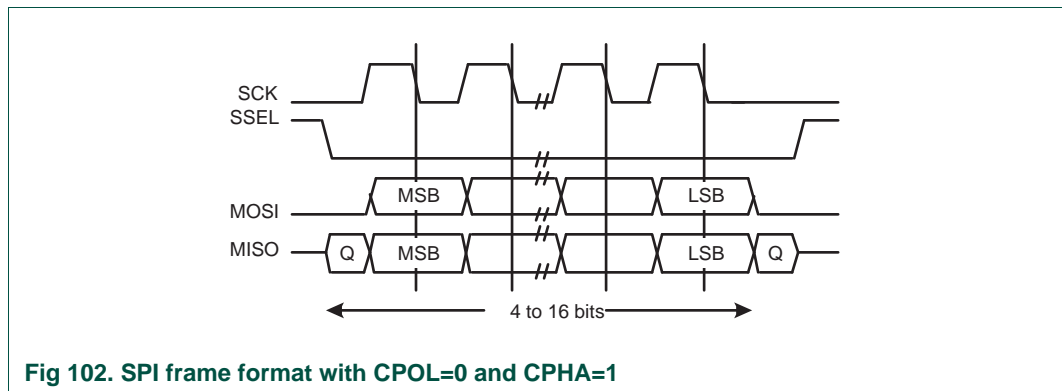 SCK
SSEL
MSB LSB
MOSI
MISO Q MSB LSB Q
4 to 16 bits
Fig 102. SPI frame format with CPOL=0 and CPHA=1